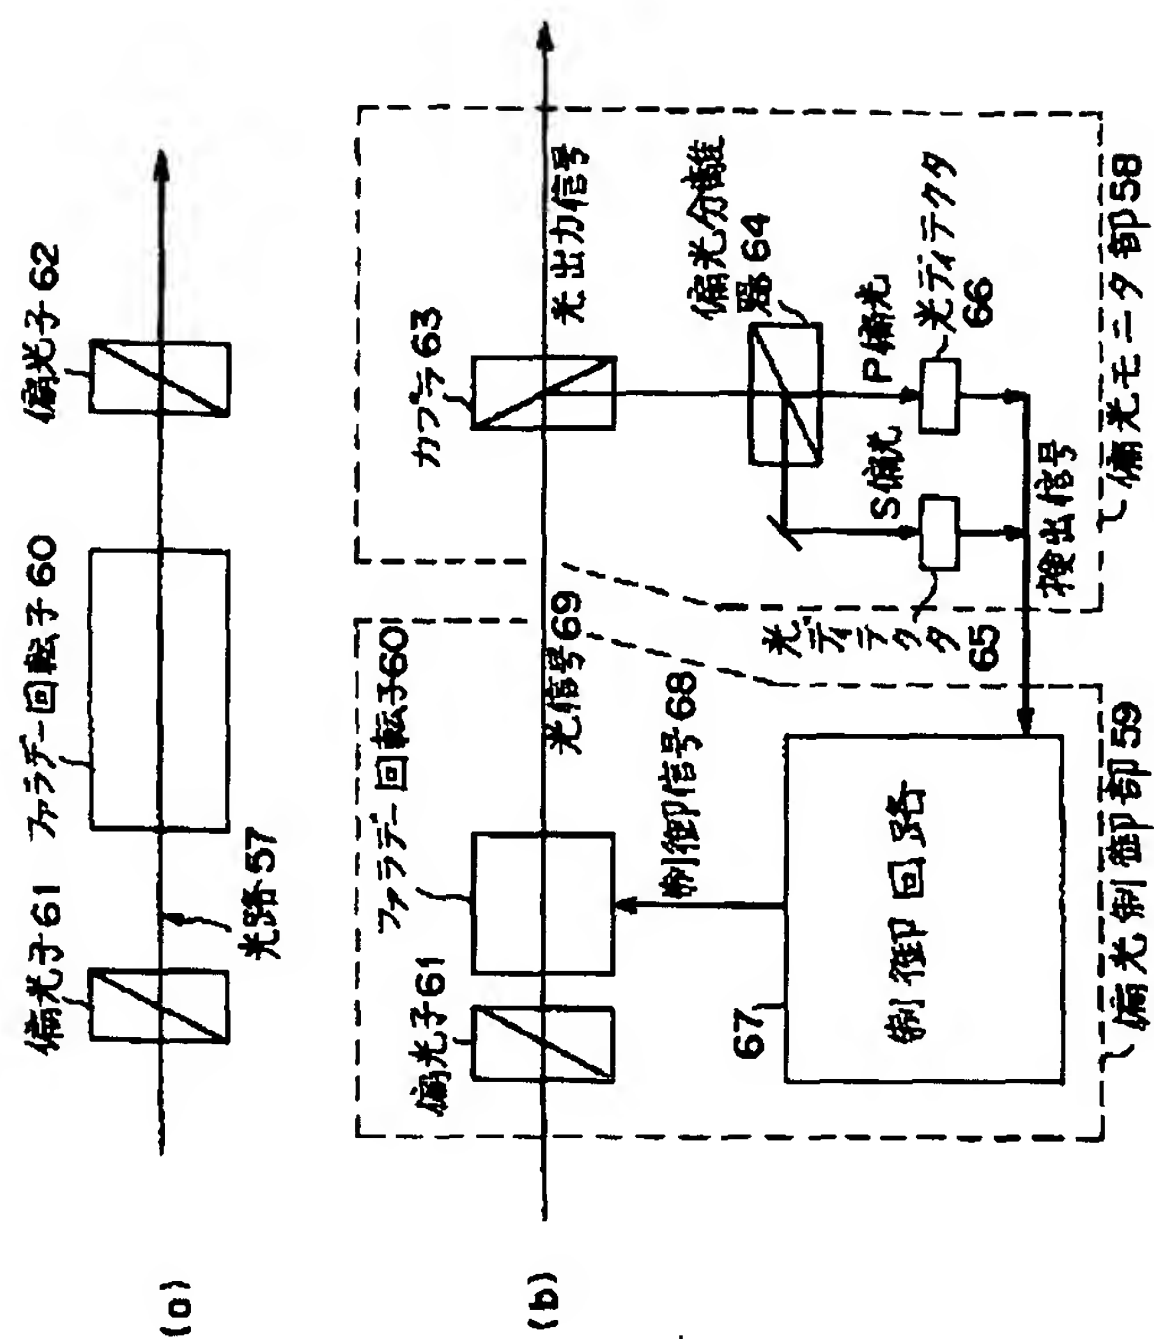 (a)
偏光子61
ファラデー回転子60
偏光子62
光路57
(b)
偏光子61
ファラデー回転子60
カプラ63
光信号69
光出力信号
制御信号68
偏光分離
器64
67
制御回路
S偏光
P偏光
光ディテクタ
65
光ディテクタ
66
検出信号
偏光制御部59
偏光モニタ部58